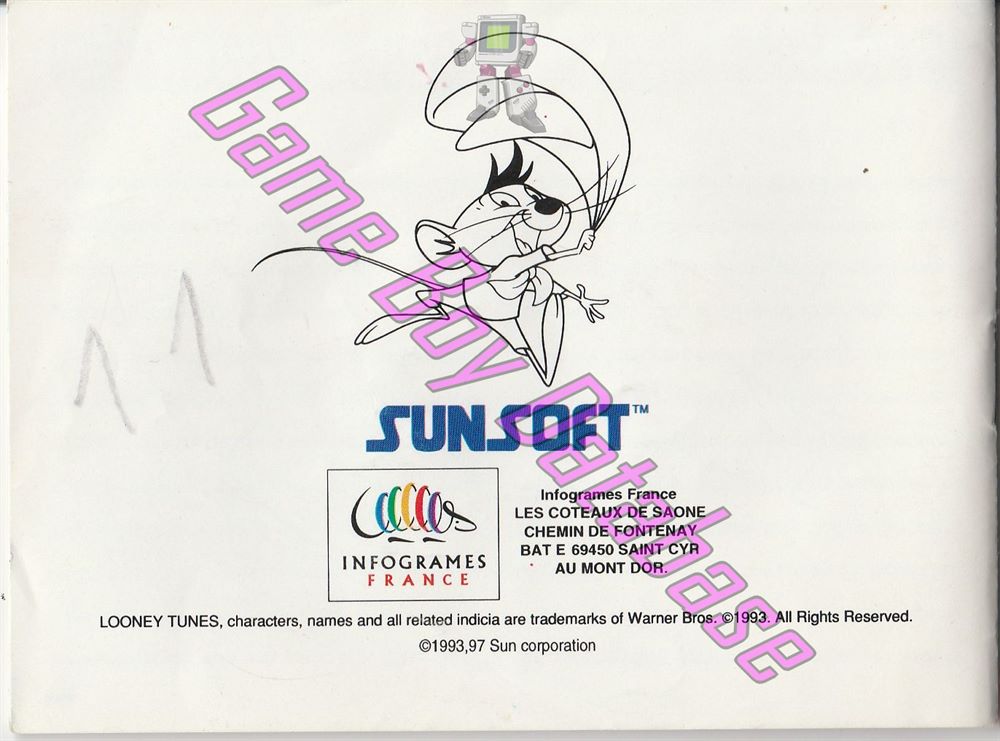 Game Boy Database
SUNSOFT™
INFOGRAMES
FRANCE
Infogrames France
LES COTEAUX DE SAONE
CHEMIN DE FONTENAY
BAT E 69450 SAINT CYR
AU MONT DOR.
LOONEY TUNES, characters, names and all related indicia are trademarks of Warner Bros. ©1993. All Rights Reserved.
©1993,97 Sun corporation